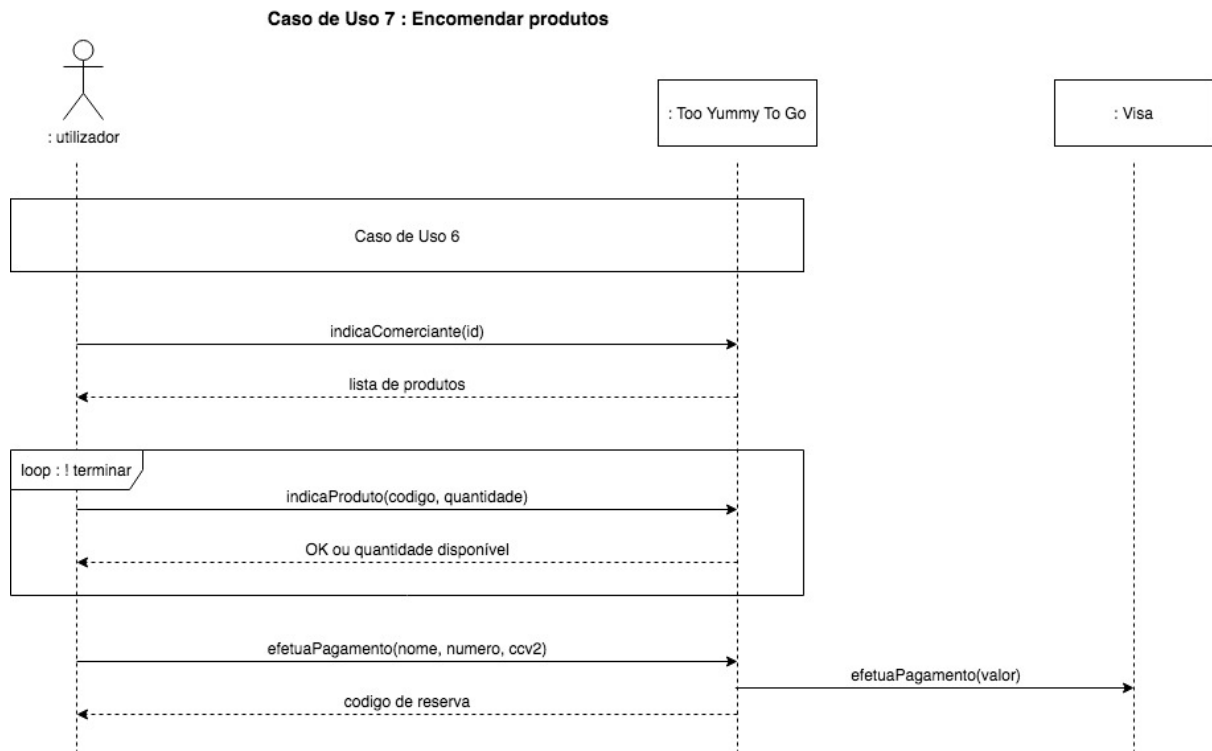 Caso de Uso 7 : Encomendar produtos
: utilizador
: Too Yummy To Go
: Visa
Caso de Uso 6
indicaComerciante(id)
lista de produtos
loop : ! terminar
indicaProduto(codigo, quantidade)
OK ou quantidade disponível
efetuaPagamento(nome, numero, ccv2)
efetuaPagamento(valor)
codigo de reserva